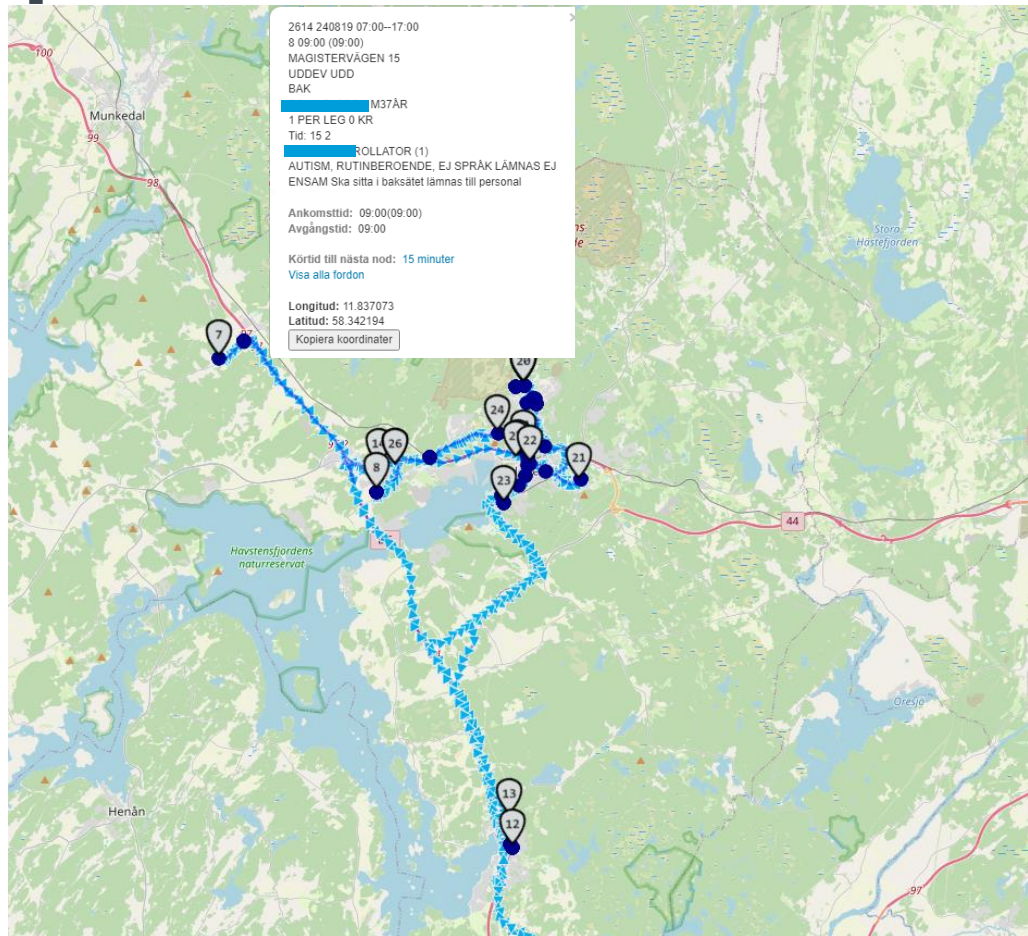 2614 240819 07:00--17:00
8 09:00 (09:00)
MAGISTERVÄGEN 15
UDDEV UDD
BAK
M37ÅR
1 PER LEG 0 KR
Tid: 15 2
ROLLATOR (1)
AUTISM, RUTINBEROENDE, EJ SPRÅK LÄMNAS EJ
ENSAM Ska sitta i baksätet lämnas till personal
Ankomsttid: 09:00(09:00)
Avgångstid: 09:00
Körtid till nästa nod: 15 minuter
Visa alla fordon
Longitud: 11.837073
Latitud: 58.342194
Kopiera koordinater
100
Munkedal
99
98
Stora
Hästefjorden
7
97
20
24
14
26
22
21
8
23
44
Havstensfjordens
naturreservat
Öresjö
13
12
Henån
97